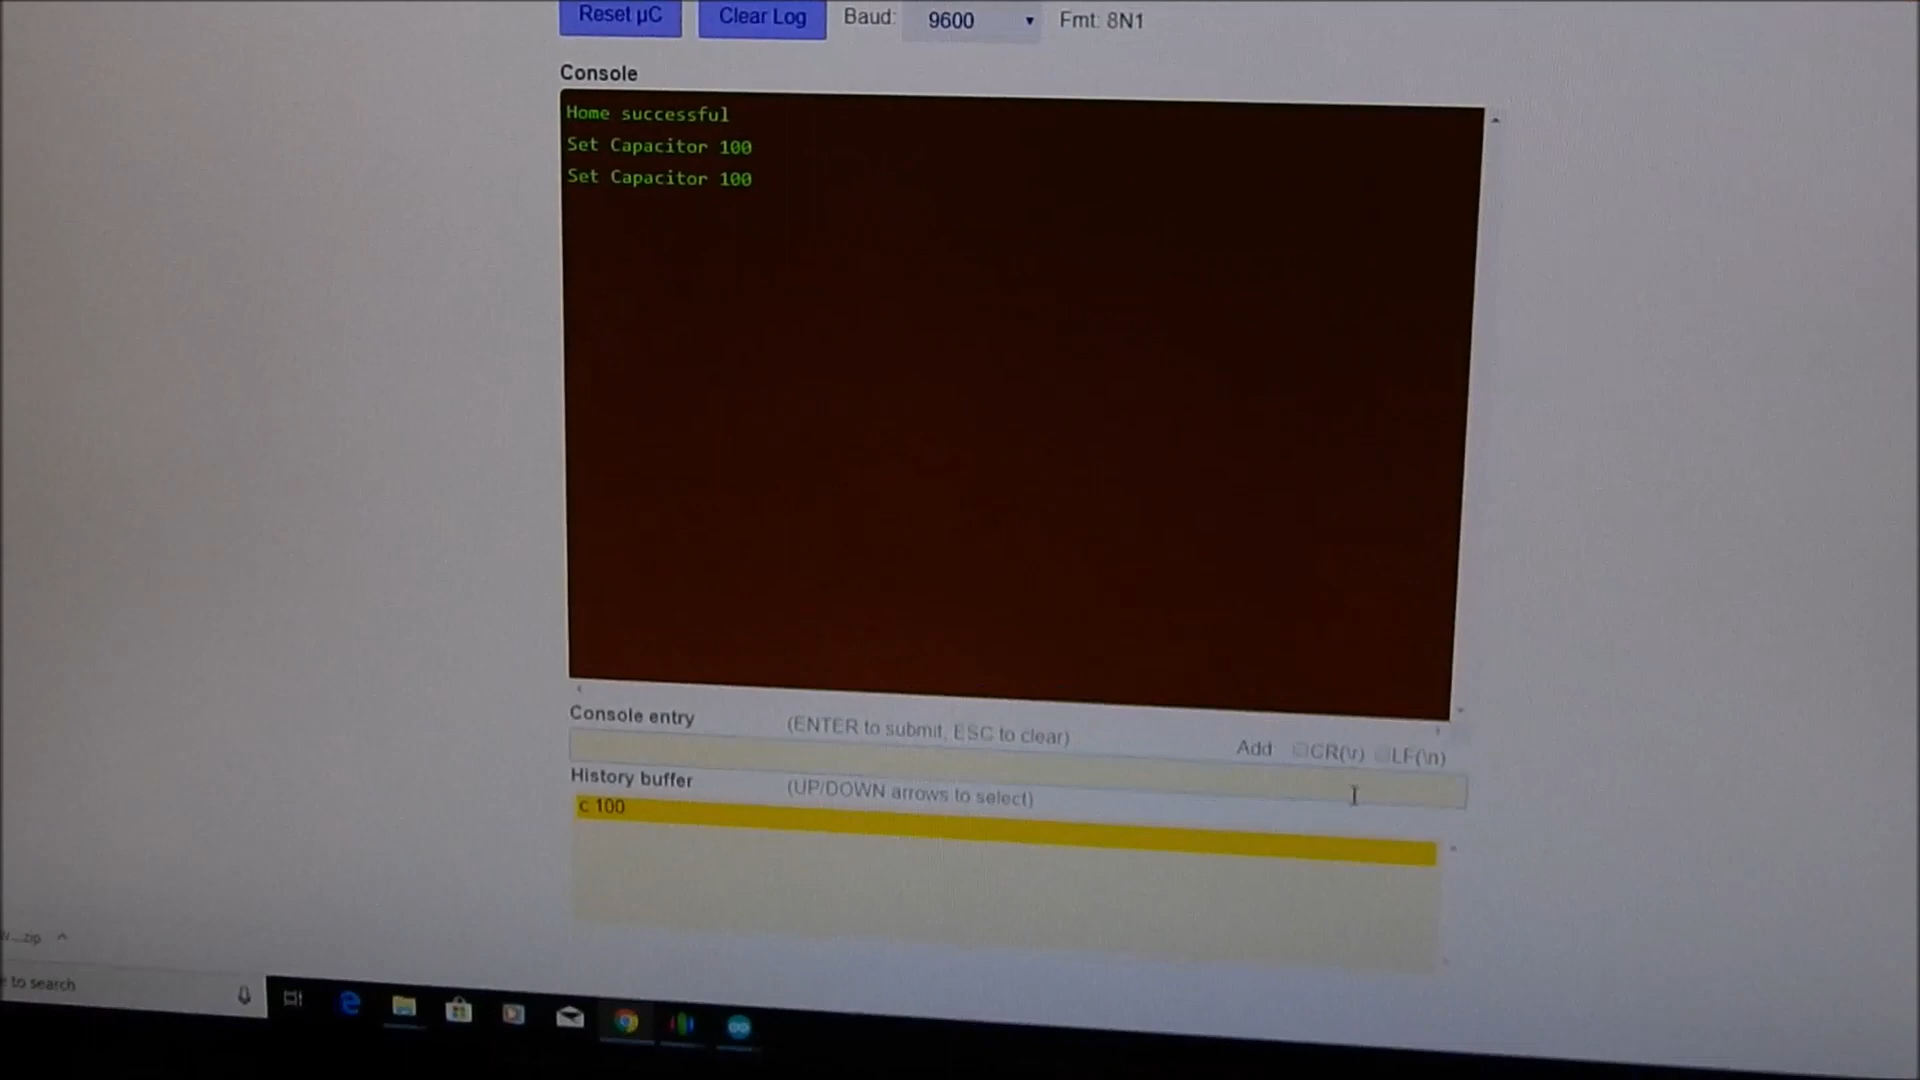 Reset µC Clear Log Baud: 9600 Fmt: 8N1
Console
Home successful
Set Capacitor 100
Set Capacitor 100
Console entry (ENTER to submit, ESC to clear) Add: CR(\r) LF(\n)
History buffer (UP/DOWN arrows to select)
c 100
...zip
to search